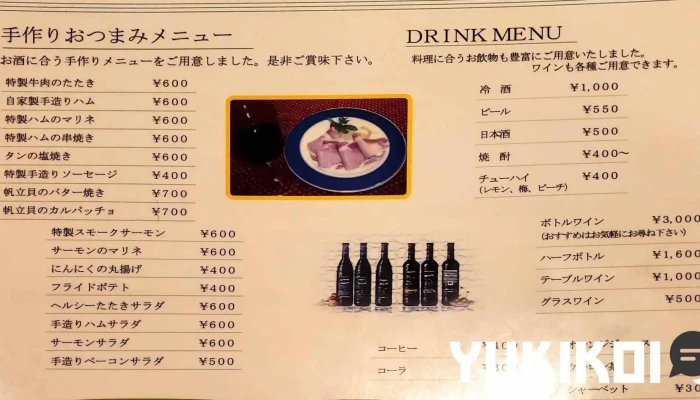 手作りおつまみメニュー
お酒に合う手作りメニューをご用意しました。是非ご賞味下さい。
特製牛肉のたたき ¥600
自家製手造りハム ¥600
特製ハムのマリネ ¥600
特製ハムの串焼き ¥600
タンの塩焼き ¥600
特製手造りソーセージ ¥400
帆立貝のバター焼き ¥700
帆立貝のカルパッチョ ¥700
特製スモークサーモン ¥600
サーモンのマリネ ¥600
にんにくの丸揚げ ¥400
フライドポテト ¥400
ヘルシーたたきサラダ ¥600
手造りハムサラダ ¥600
サーモンサラダ ¥600
手造りベーコンサラダ ¥500
DRINK MENU
料理に合うお飲物も豊富にご用意いたしました。
ワインも各種ご用意できます。
冷酒 ¥1,000
ビール ¥550
日本酒 ¥500
焼酎 ¥400〜
チューハイ ¥400
(レモン、梅、ピーチ)
ボトルワイン ¥3,000
(おすすめはお気軽にお尋ね下さい)
ハーフボトル ¥1,600
テーブルワイン ¥1,000
グラスワイン ¥500
コーヒー
コーラ
シャーベット
YUKIKOI